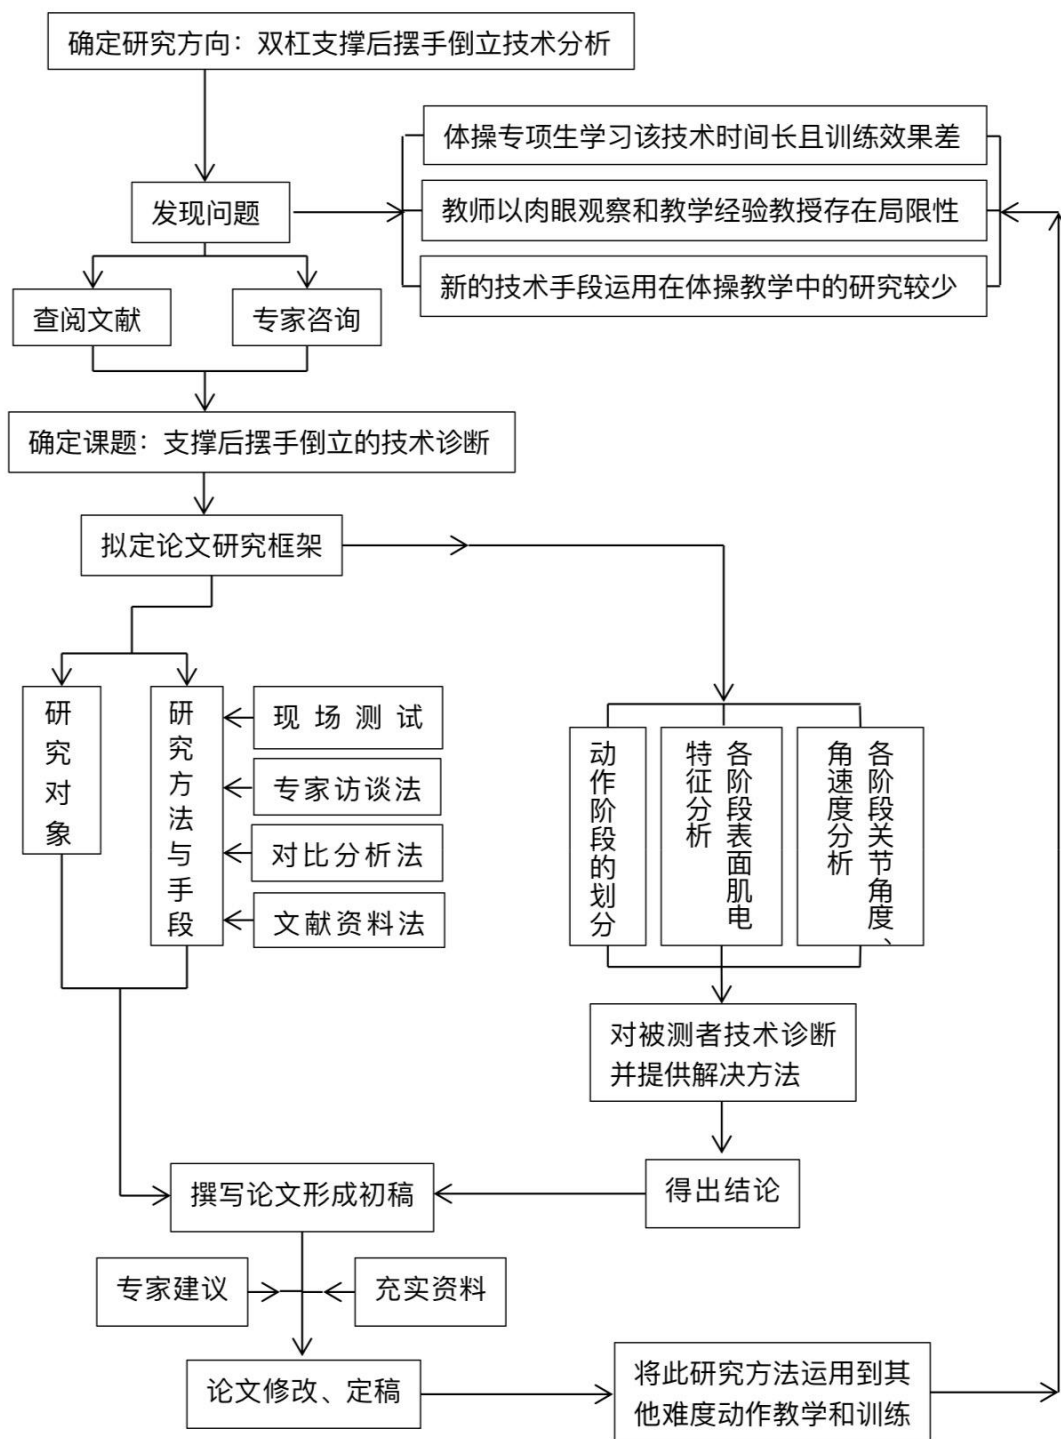 确定研究方向：双杠支撑后摆手倒立技术分析
体操专项生学习该技术时间长且训练效果差
发现问题
教师以肉眼观察和教学经验教授存在局限性
新的技术手段运用在体操教学中的研究较少
查阅文献
专家咨询
确定课题：支撑后摆手倒立的技术诊断
拟定论文研究框架
研究对象
研究方法与手段
现场测试
专家访谈法
对比分析法
文献资料法
动作阶段的划分
各阶段表面肌电
特征分析
各阶段关节角度、
角速度分析
对被测者技术诊断
并提供解决方法
得出结论
撰写论文形成初稿
专家建议
充实资料
论文修改、定稿
将此研究方法运用到其
他难度动作教学和训练